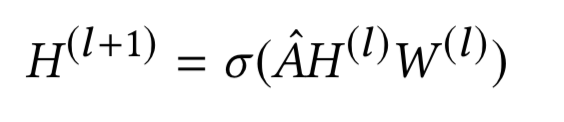 H^{(l+1)} = σ(ÂH^{(l)}W^{(l)})